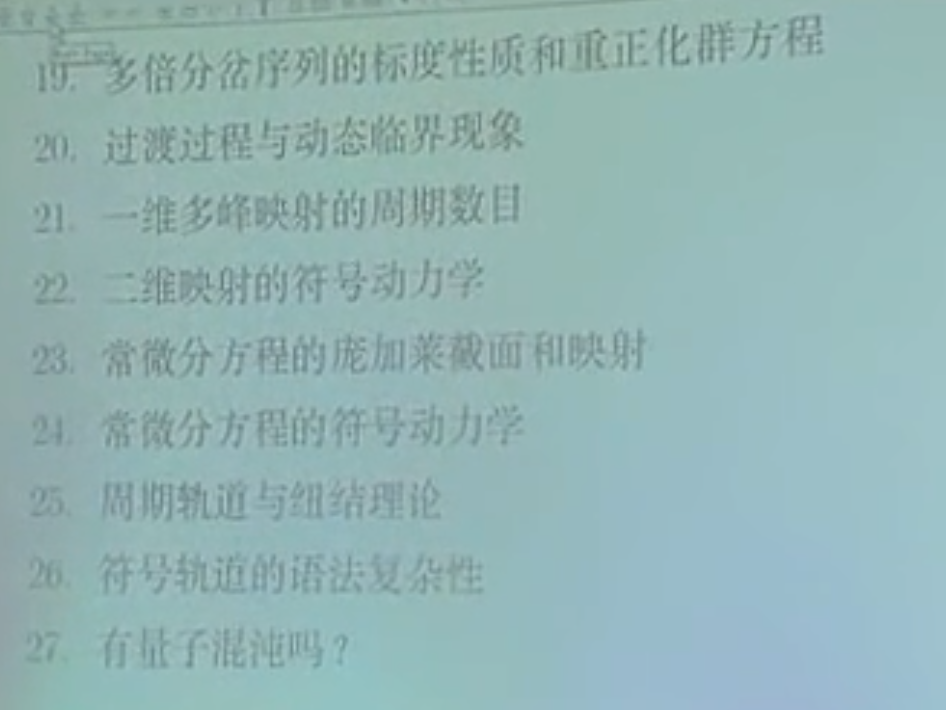 19. 多倍分岔序列的标度性质和重正化群方程
20. 过渡过程与动态临界现象
21. 一维多峰映射的周期数目
22. 二维映射的符号动力学
23. 常微分方程的庞加莱截面和映射
24. 常微分方程的符号动力学
25. 周期轨道与纽结理论
26. 符号轨道的语法复杂性
27. 有量子混沌吗?